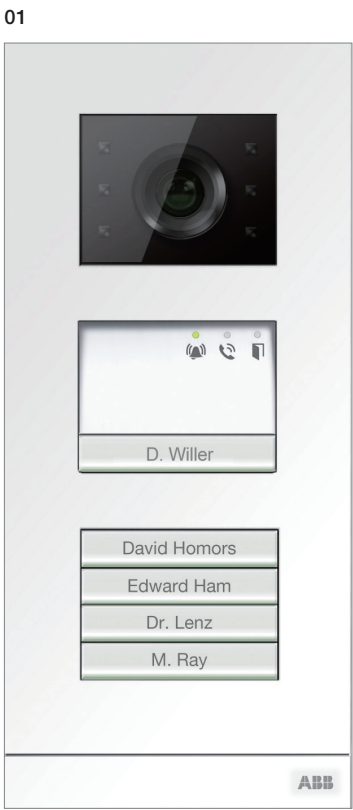 01
D. Willer
David Homors
Edward Ham
Dr. Lenz
M. Ray
ABB